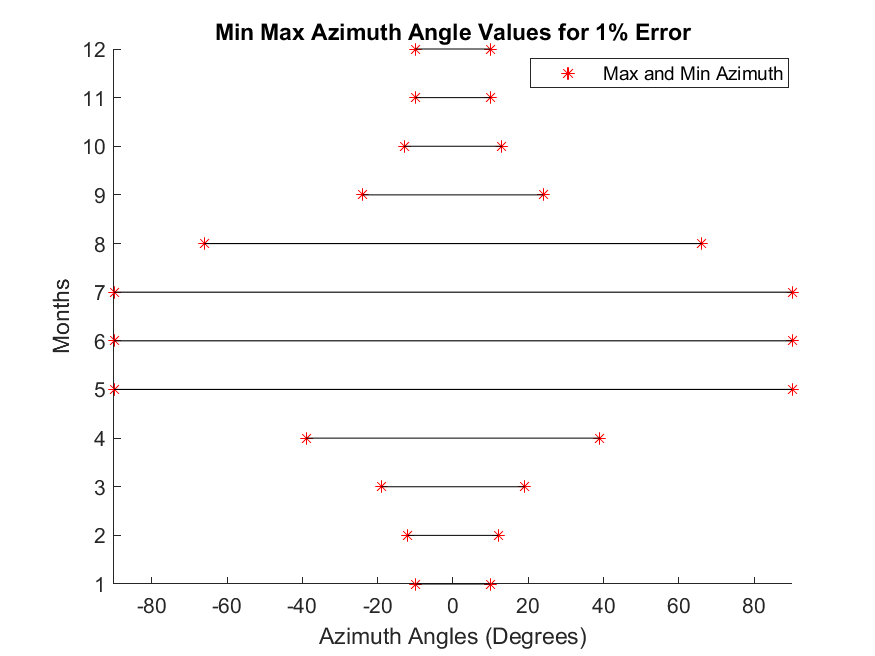 Min Max Azimuth Angle Values for 1% Error
Max and Min Azimuth
12
11
10
9
8
7
6
5
4
3
2
1
Months
-80 -60 -40 -20 0 20 40 60 80
Azimuth Angles (Degrees)